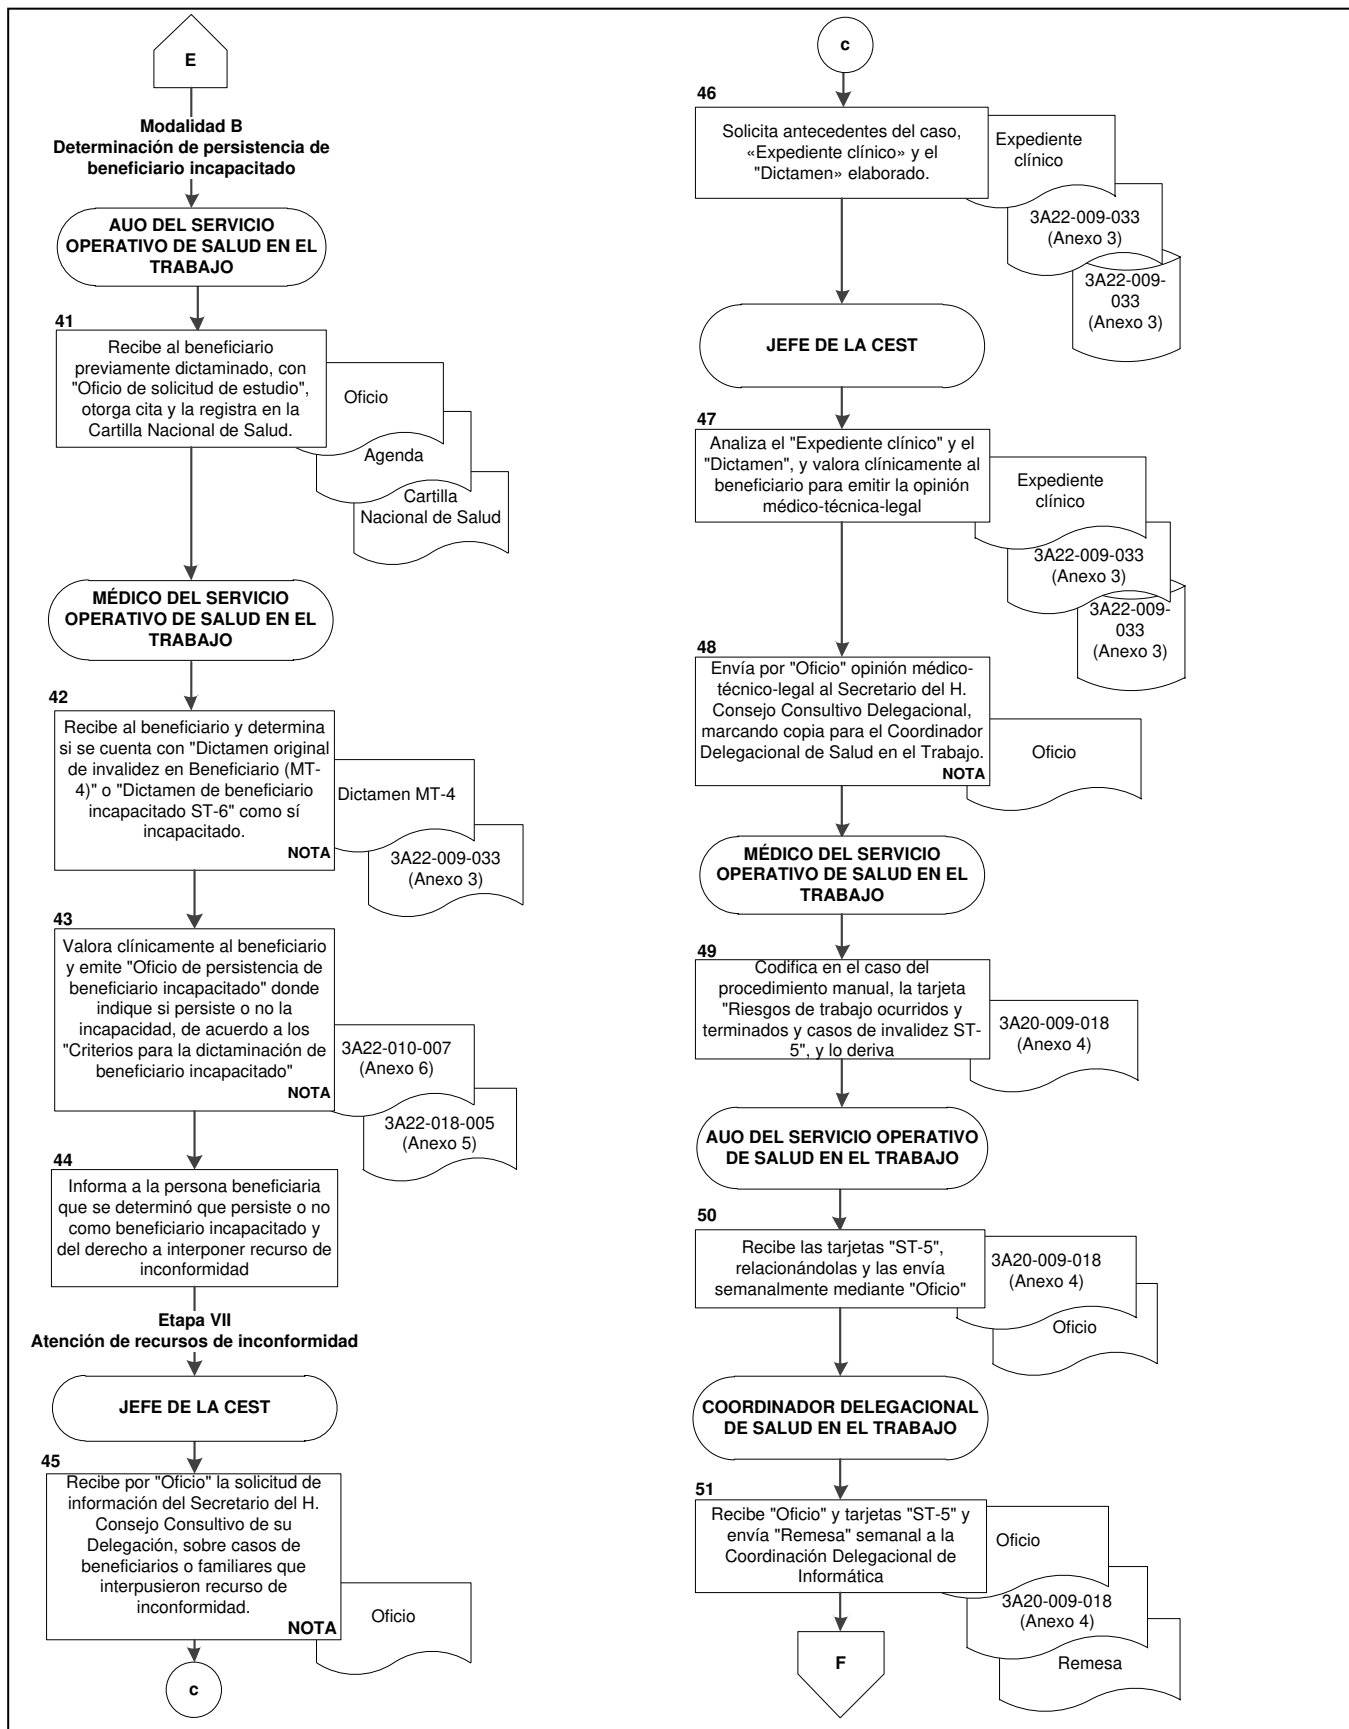 E
Modalidad B
Determinación de persistencia de
beneficiario incapacitado
AUO DEL SERVICIO
OPERATIVO DE SALUD EN EL
TRABAJO
41
Recibe al beneficiario
previamente dictaminado, con
"Oficio de solicitud de estudio",
otorga cita y la registra en la
Cartilla Nacional de Salud.
Oficio
Agenda
Cartilla
Nacional de Salud
MÉDICO DEL SERVICIO
OPERATIVO DE SALUD EN EL
TRABAJO
42
Recibe al beneficiario y determina
si se cuenta con "Dictamen original
de invalidez en Beneficiario (MT-
4)" o "Dictamen de beneficiario
incapacitado ST-6" como sí
incapacitado.
NOTA
Dictamen MT-4
3A22-009-033
(Anexo 3)
43
Valora clínicamente al beneficiario
y emite "Oficio de persistencia de
beneficiario incapacitado" donde
indique si persiste o no la
incapacidad, de acuerdo a los
"Criterios para la dictaminación de
beneficiario incapacitado"
NOTA
3A22-010-007
(Anexo 6)
3A22-018-005
(Anexo 5)
44
Informa a la persona beneficiaria
que se determinó que persiste o no
como beneficiario incapacitado y
del derecho a interponer recurso de
inconformidad
Etapa VII
Atención de recursos de inconformidad
JEFE DE LA CEST
45
Recibe por "Oficio" la solicitud de
información del Secretario del H.
Consejo Consultivo de su
Delegación, sobre casos de
beneficiarios o familiares que
interpusieron recurso de
inconformidad.
NOTA
Oficio
c
c
46
Solicita antecedentes del caso,
«Expediente clínico» y el
"Dictamen» elaborado.
Expediente
clínico
3A22-009-033
(Anexo 3)
3A22-009-
033
(Anexo 3)
JEFE DE LA CEST
47
Analiza el "Expediente clínico" y el
"Dictamen", y valora clínicamente al
beneficiario para emitir la opinión
médico-técnica-legal
Expediente
clínico
3A22-009-033
(Anexo 3)
3A22-009-
033
(Anexo 3)
48
Envía por "Oficio" opinión médico-
técnico-legal al Secretario del H.
Consejo Consultivo Delegacional,
marcando copia para el Coordinador
Delegacional de Salud en el Trabajo.
NOTA
Oficio
MÉDICO DEL SERVICIO
OPERATIVO DE SALUD EN EL
TRABAJO
49
Codifica en el caso del
procedimiento manual, la tarjeta
"Riesgos de trabajo ocurridos y
terminados y casos de invalidez ST-
5", y lo deriva
3A20-009-018
(Anexo 4)
AUO DEL SERVICIO OPERATIVO
DE SALUD EN EL TRABAJO
50
Recibe las tarjetas "ST-5",
relacionándolas y las envía
semanalmente mediante "Oficio"
3A20-009-018
(Anexo 4)
Oficio
COORDINADOR DELEGACIONAL
DE SALUD EN EL TRABAJO
51
Recibe "Oficio" y tarjetas "ST-5" y
envía "Remesa" semanal a la
Coordinación Delegacional de
Informática
Oficio
3A20-009-018
(Anexo 4)
Remesa
F